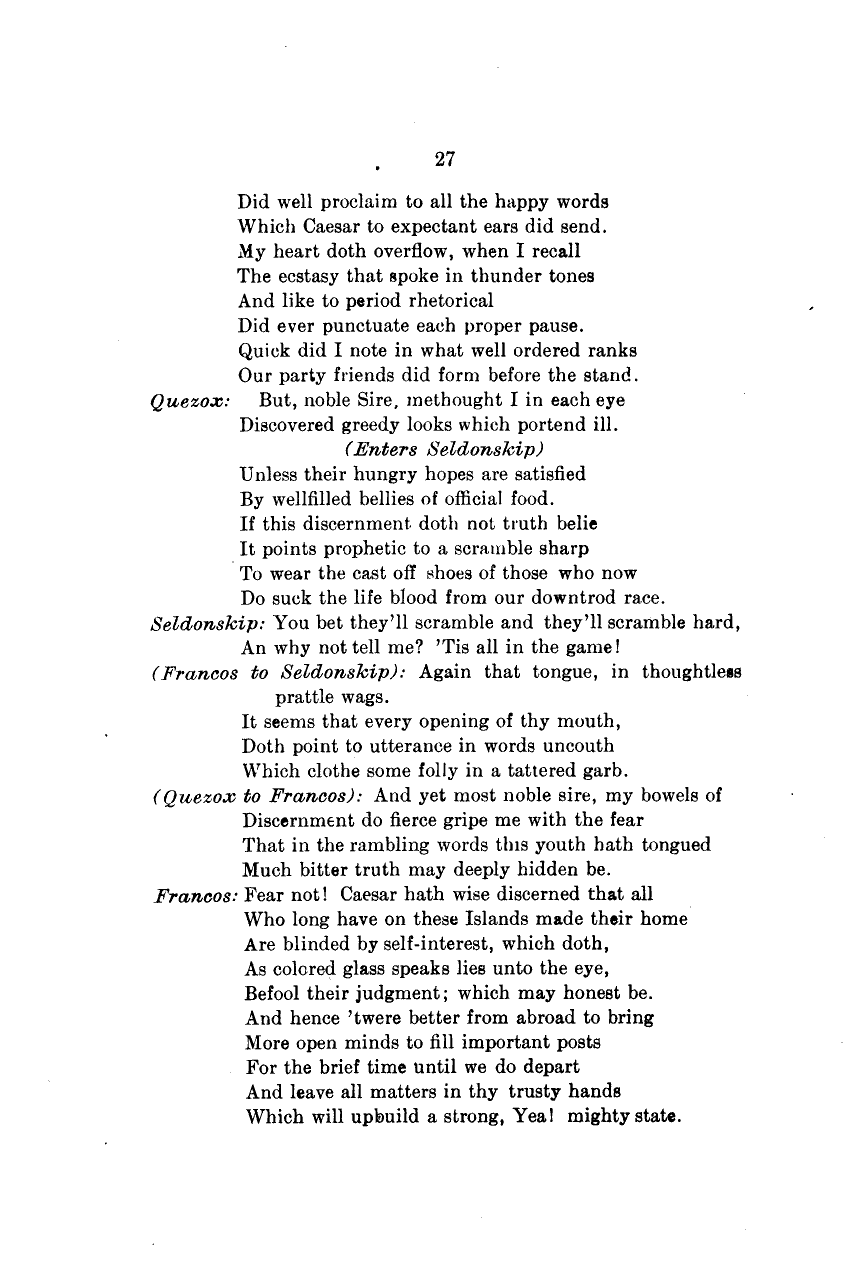 27
Did well proclaim to all the happy words
Which Caesar to expectant ears did send.
My heart doth overflow, when I recall
The ecstasy that spoke in thunder tones
And like to period rhetorical
Did ever punctuate each proper pause.
Quick did I note in what well ordered ranks
Our party friends did form before the stand.
Quezox: But, noble Sire, methought I in each eye
Discovered greedy looks which portend ill.
(Enters Seldonskip)
Unless their hungry hopes are satisfied
By wellfilled bellies of official food.
If this discernment doth not truth belie
It points prophetic to a scramble sharp
To wear the cast off shoes of those who now
Do suck the life blood from our downtrod race.
Seldonskip: You bet they'll scramble and they'll scramble hard,
An why not tell me? 'Tis all in the game!
(Francos to Seldonskip): Again that tongue, in thoughtless
prattle wags.
It seems that every opening of thy mouth,
Doth point to utterance in words uncouth
Which clothe some folly in a tattered garb.
(Quezox to Francos): And yet most noble sire, my bowels of
Discernment do fierce gripe me with the fear
That in the rambling words this youth hath tongued
Much bitter truth may deeply hidden be.
Francos: Fear not! Caesar hath wise discerned that all
Who long have on these Islands made their home
Are blinded by self-interest, which doth,
As colored glass speaks lies unto the eye,
Befool their judgment; which may honest be.
And hence 'twere better from abroad to bring
More open minds to fill important posts
For the brief time until we do depart
And leave all matters in thy trusty hands
Which will upbuild a strong, Yea! mighty state.